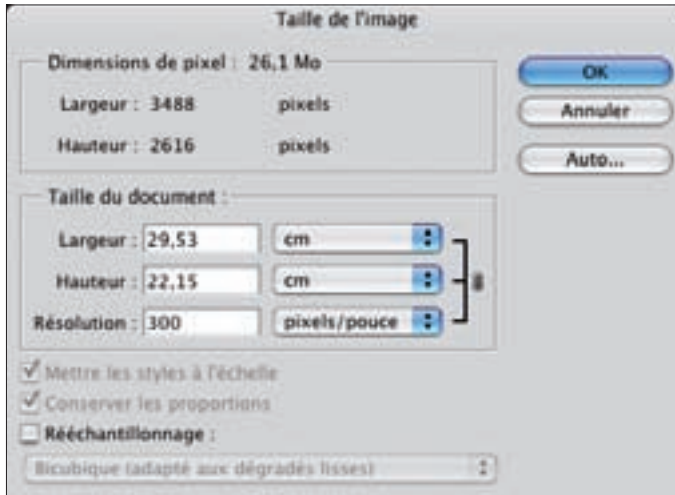 Taille de l'image
Dimensions de pixel : 26,1 Mo
Largeur : 3488 pixels
Hauteur : 2616 pixels
OK
Annuler
Auto...
Taille du document :
Largeur : 29,53 cm
Hauteur : 22,15 cm
Résolution : 300 pixels/pouce
Mettre les styles à l'échelle
Conserver les proportions
Rééchantillonnage :
Bicubique (adapté aux dégradés lisses)